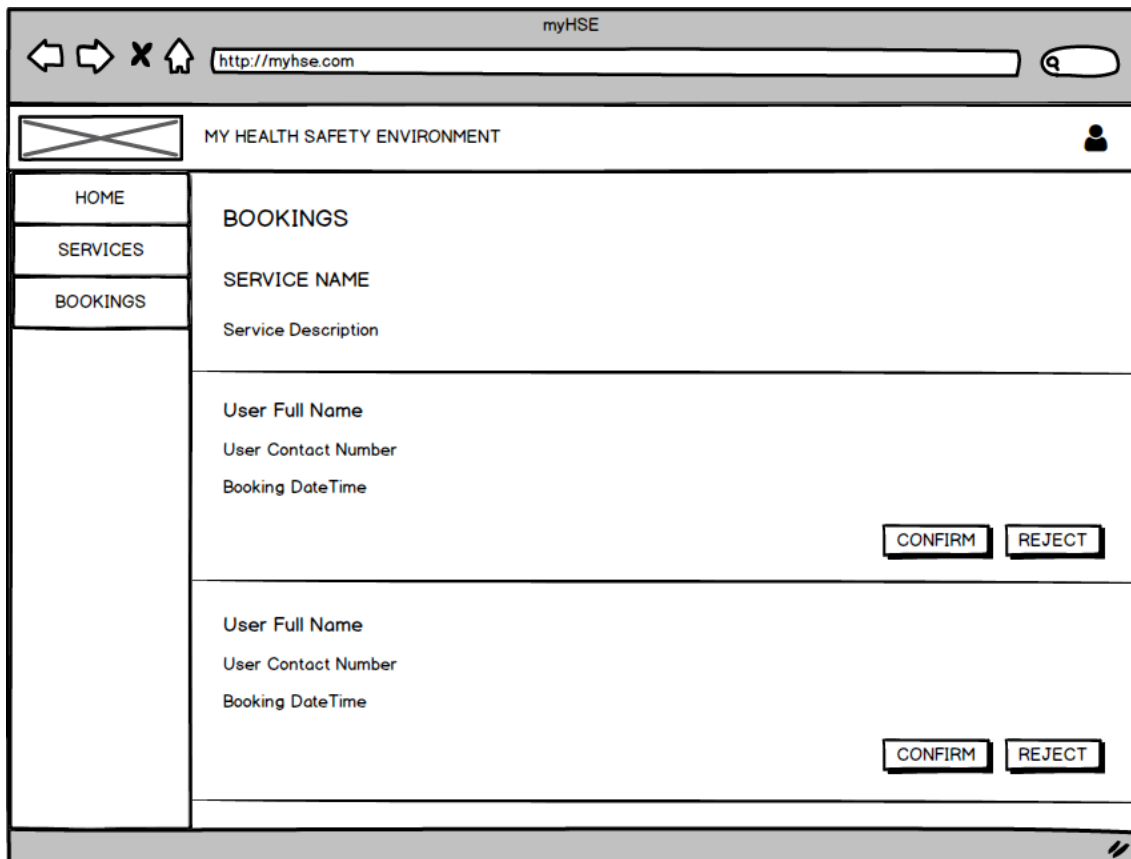 myHSE
http://myhse.com
MY HEALTH SAFETY ENVIRONMENT
HOME
SERVICES
BOOKINGS
BOOKINGS
SERVICE NAME
Service Description
User Full Name
User Contact Number
Booking DateTime
CONFIRM REJECT
User Full Name
User Contact Number
Booking DateTime
CONFIRM REJECT